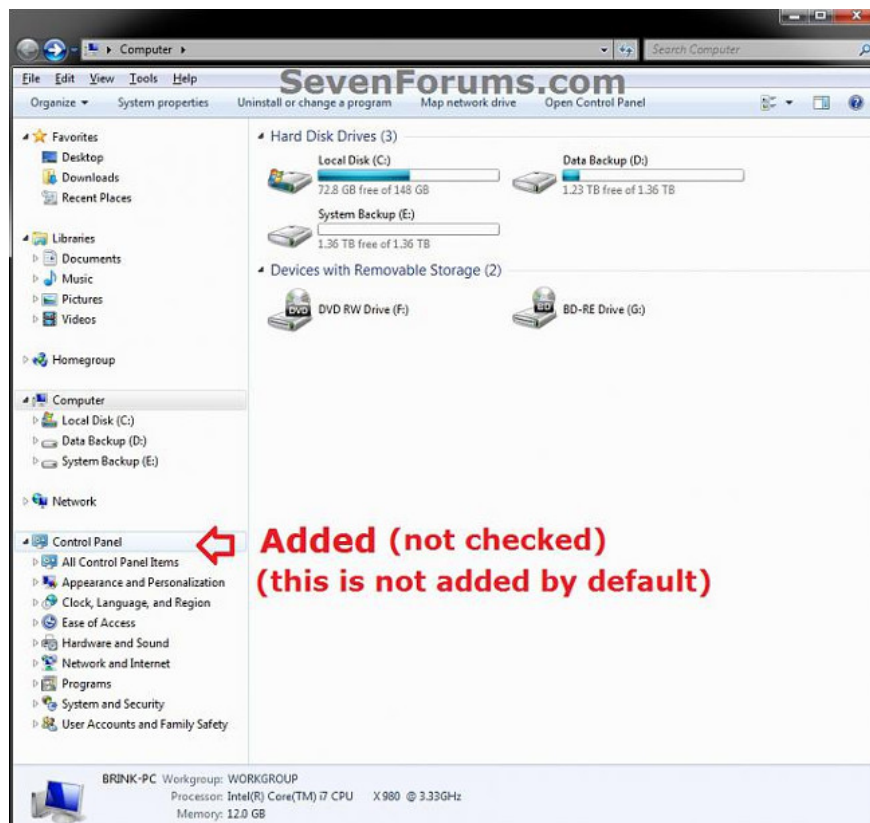 Computer
Search Computer
File Edit View Tools Help
SevenForums.com
Organize System properties Uninstall or change a program Map network drive Open Control Panel
Favorites
Desktop
Downloads
Recent Places
Libraries
Documents
Music
Pictures
Videos
Homegroup
Computer
Local Disk (C:)
Data Backup (D:)
System Backup (E:)
Network
Control Panel
All Control Panel Items
Appearance and Personalization
Clock, Language, and Region
Ease of Access
Hardware and Sound
Network and Internet
Programs
System and Security
User Accounts and Family Safety
Hard Disk Drives (3)
Local Disk (C:)
72.8 GB free of 148 GB
Data Backup (D:)
1.23 TB free of 1.36 TB
System Backup (E:)
1.36 TB free of 1.36 TB
Devices with Removable Storage (2)
DVD
DVD RW Drive (F:)
BD
BD-RE Drive (G:)
Added (not checked)
(this is not added by default)
BRINK-PC Workgroup: WORKGROUP
Processor: Intel(R) Core(TM) i7 CPU X 980 @ 3.33GHz
Memory: 12.0 GB